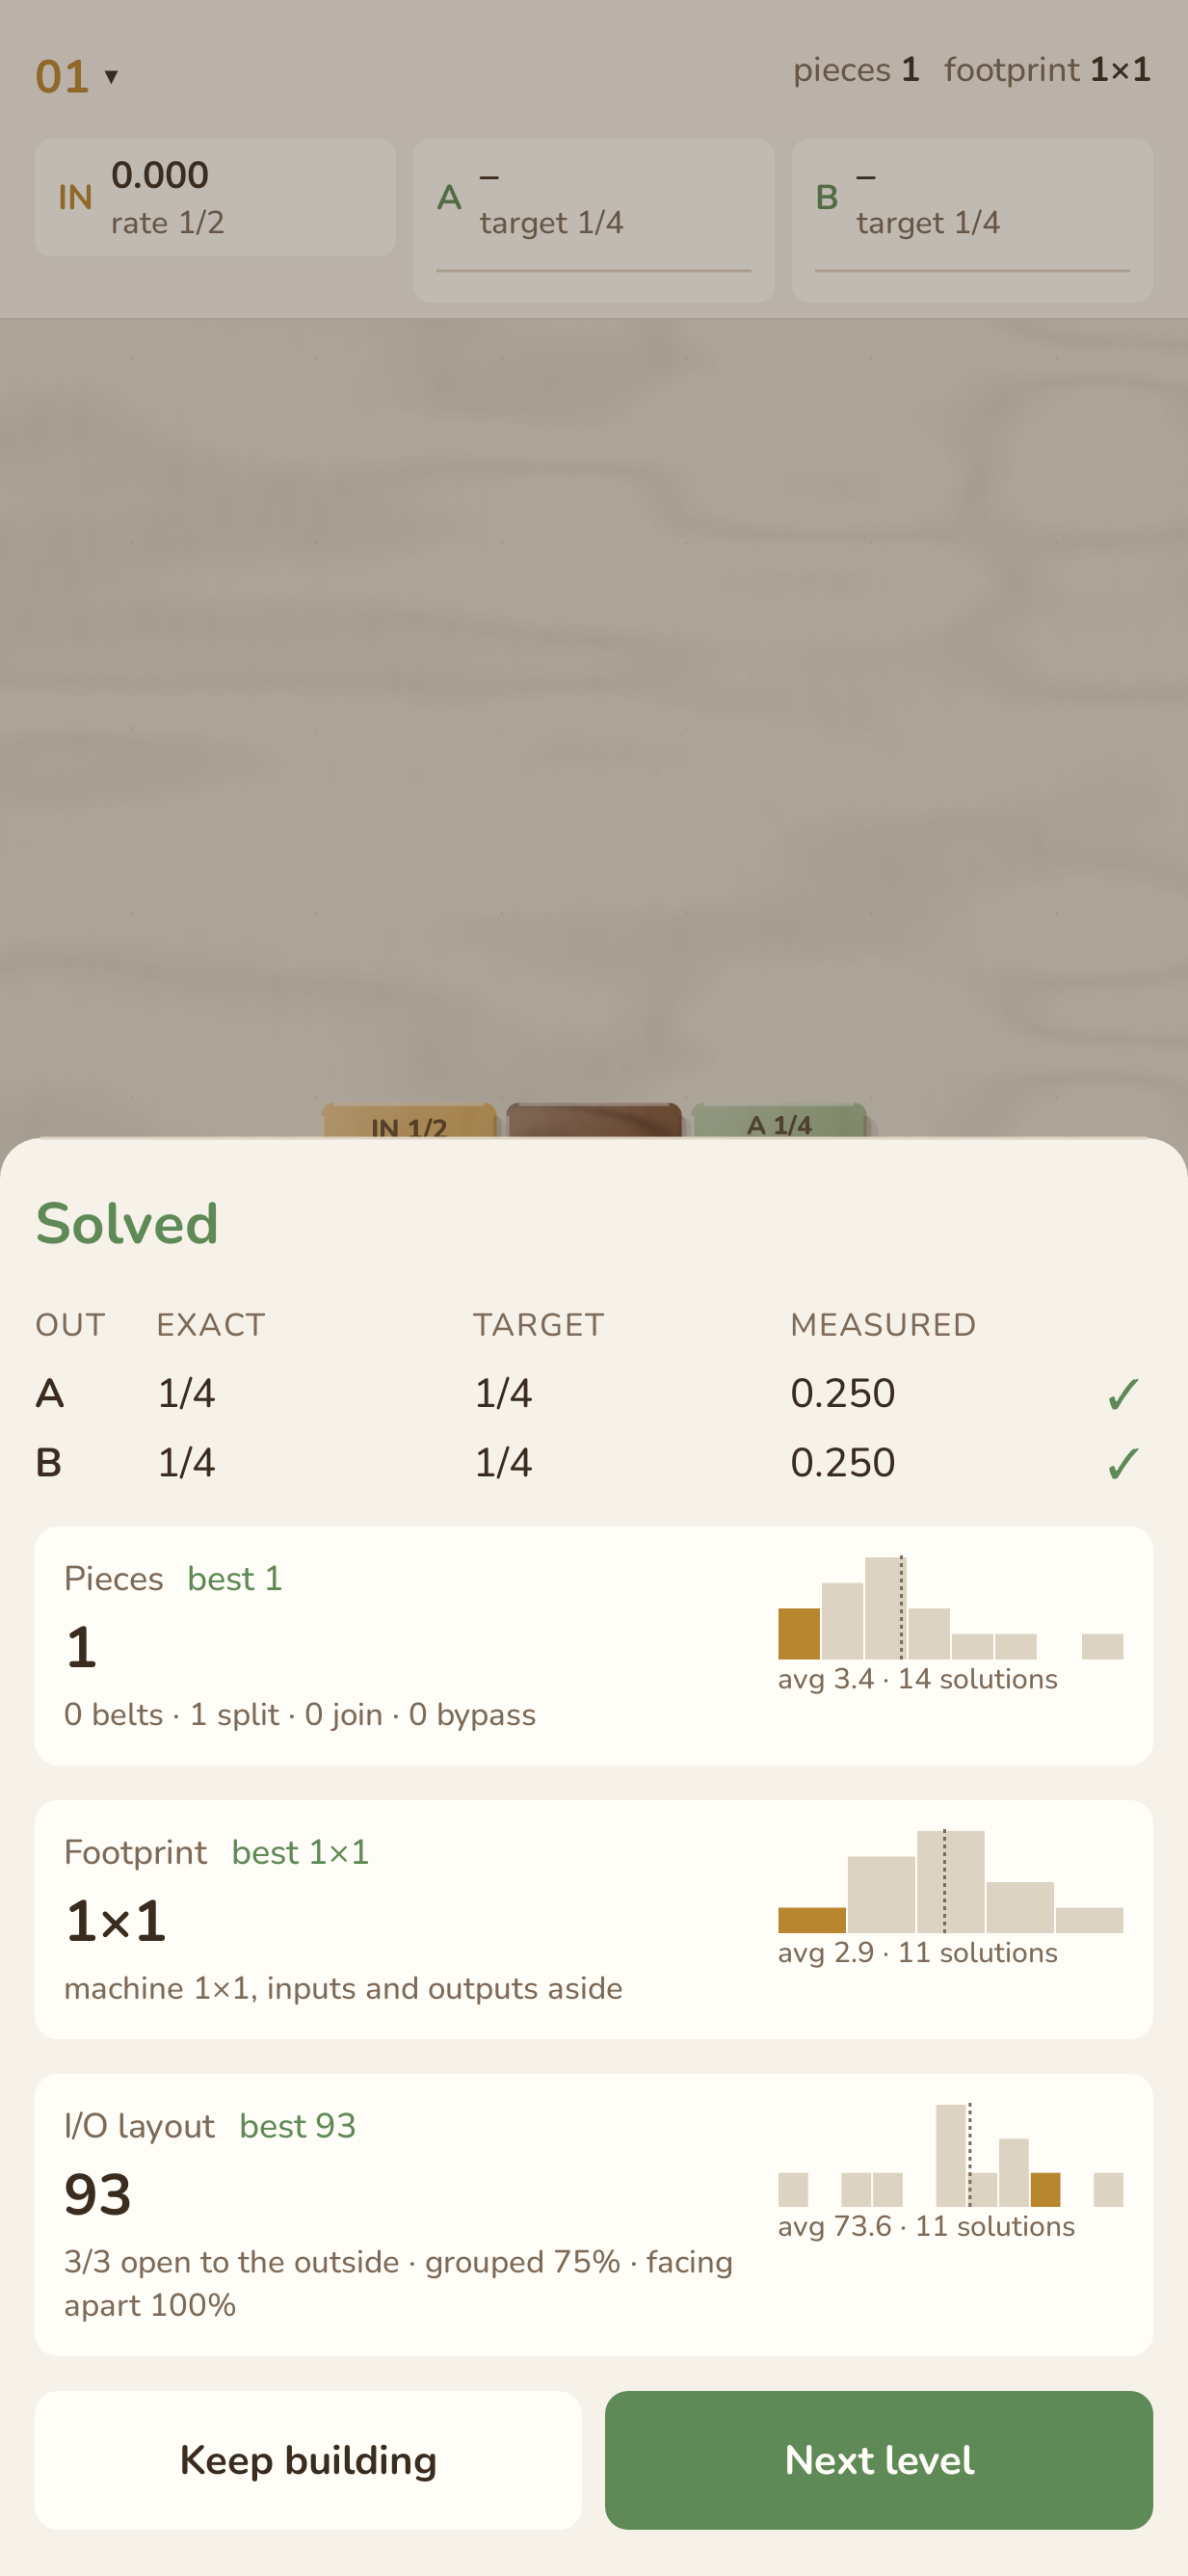 01 ▾
pieces 1 footprint 1×1
IN 0.000
rate 1/2
A –
target 1/4
B –
target 1/4
IN 1/2
A 1/4
Solved
OUT EXACT TARGET MEASURED
A 1/4 1/4 0.250 ✓
B 1/4 1/4 0.250 ✓
Pieces best 1
1
0 belts · 1 split · 0 join · 0 bypass
avg 3.4 · 14 solutions
Footprint best 1×1
1×1
machine 1×1, inputs and outputs aside
avg 2.9 · 11 solutions
I/O layout best 93
93
3/3 open to the outside · grouped 75% · facing
apart 100%
avg 73.6 · 11 solutions
Keep building
Next level